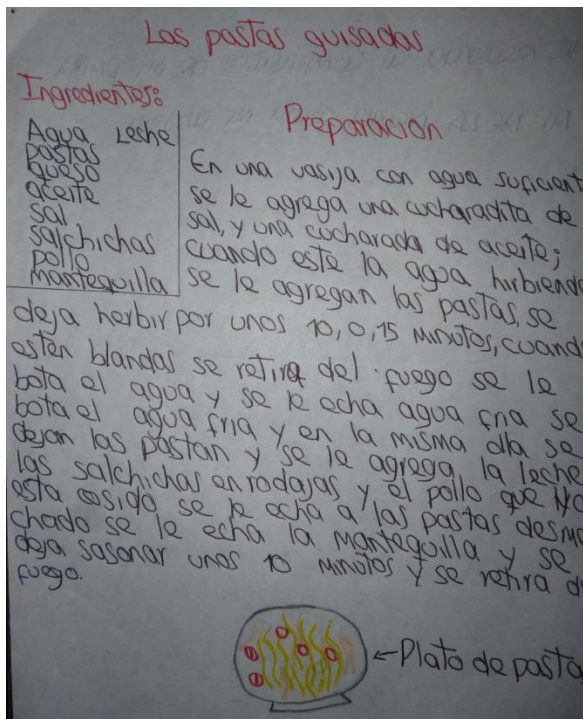 Las pastas guisadas
Ingredientes:
Agua Leche
pastas
queso
aceite
sal
salchichas
pollo
mantequilla
Preparacion
En una vasija con agua suficient
se le agrega una cucharadita de
sal, y una cucharada de aceite;
cuando este la agua hirbiendo
se le agregan las pastas, se
deja herbir por unos 10, o, 15 minutos, cuand
esten blandas se retira del fuego se le
bota el agua y se le echa agua fria se
bota el agua fria y en la misma olla se
dejan las pastan y se le agrega la leche
las salchichas en rodajas y el pollo que ya
esta cosido se le echa a las pastas desme
chado se le echa la mantequilla y se
deja sasonar unos 10 minutos y se retira d
fuego.
←Plato de pasta